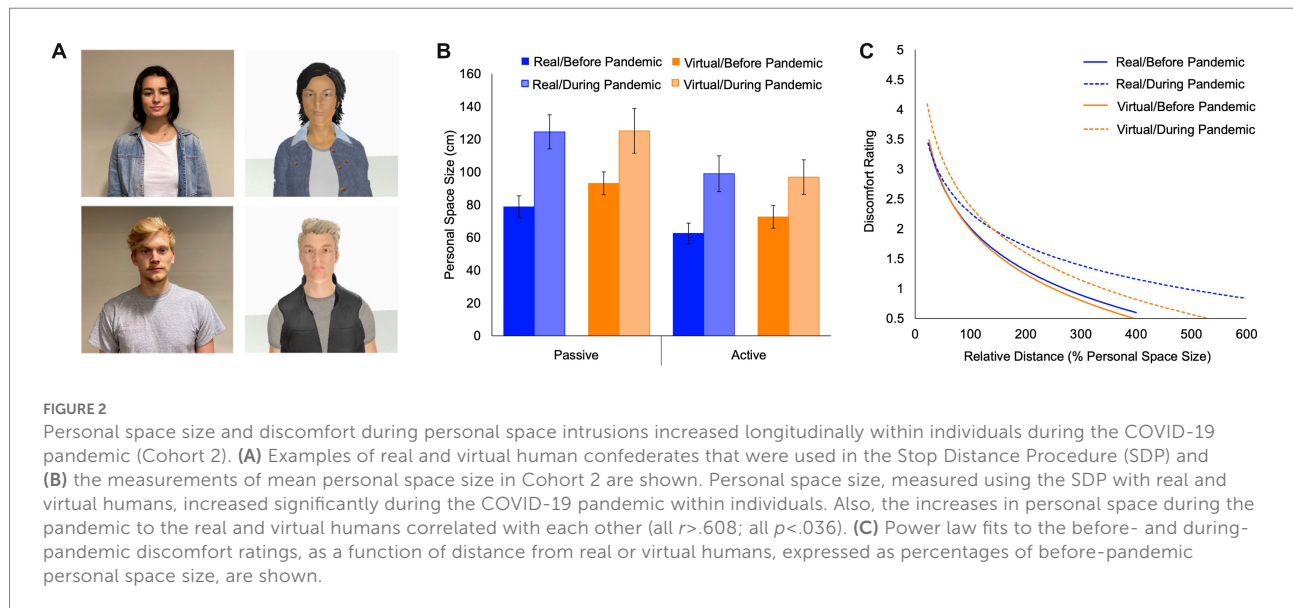 A
B
Real/Before Pandemic Virtual/Before Pandemic
Real/During Pandemic Virtual/During Pandemic
Personal Space Size (cm)
160
140
120
100
80
60
40
20
0
Passive Active
C
Real/Before Pandemic
Real/During Pandemic
Virtual/Before Pandemic
Virtual/During Pandemic
Discomfort Rating
5
4.5
4
3.5
3
2.5
2
1.5
1
0.5
0 100 200 300 400 500 600
Relative Distance (% Personal Space Size)
FIGURE 2
Personal space size and discomfort during personal space intrusions increased longitudinally within individuals during the COVID-19
pandemic (Cohort 2). (A) Examples of real and virtual human confederates that were used in the Stop Distance Procedure (SDP) and
(B) the measurements of mean personal space size in Cohort 2 are shown. Personal space size, measured using the SDP with real and
virtual humans, increased significantly during the COVID-19 pandemic within individuals. Also, the increases in personal space during the
pandemic to the real and virtual humans correlated with each other (all r>.608; all p<.036). (C) Power law fits to the before- and during-
pandemic discomfort ratings, as a function of distance from real or virtual humans, expressed as percentages of before-pandemic
personal space size, are shown.